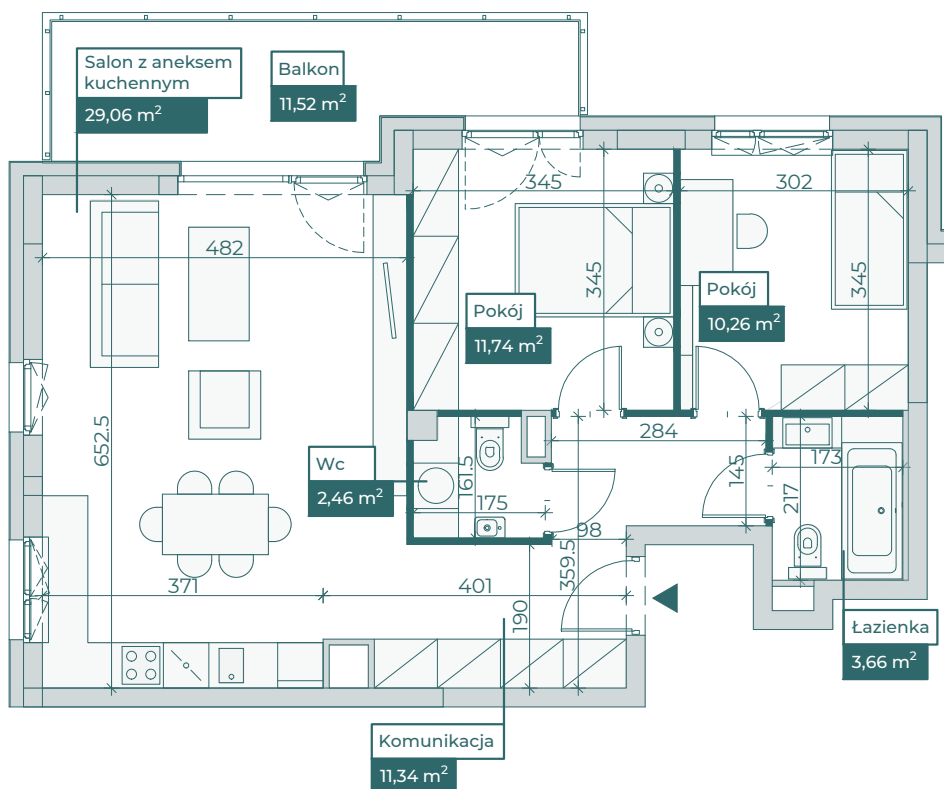 Salon z aneksem
kuchennym
29,06 m²
Balkon
11,52 m²
345
302
482
345
345
Pokój
11,74 m²
Pokój
10,26 m²
652.5
284
Wc
2,46 m²
161.5
145
173
175
217
98
359.5
371
401
190
Łazienka
3,66 m²
Komunikacja
11,34 m²